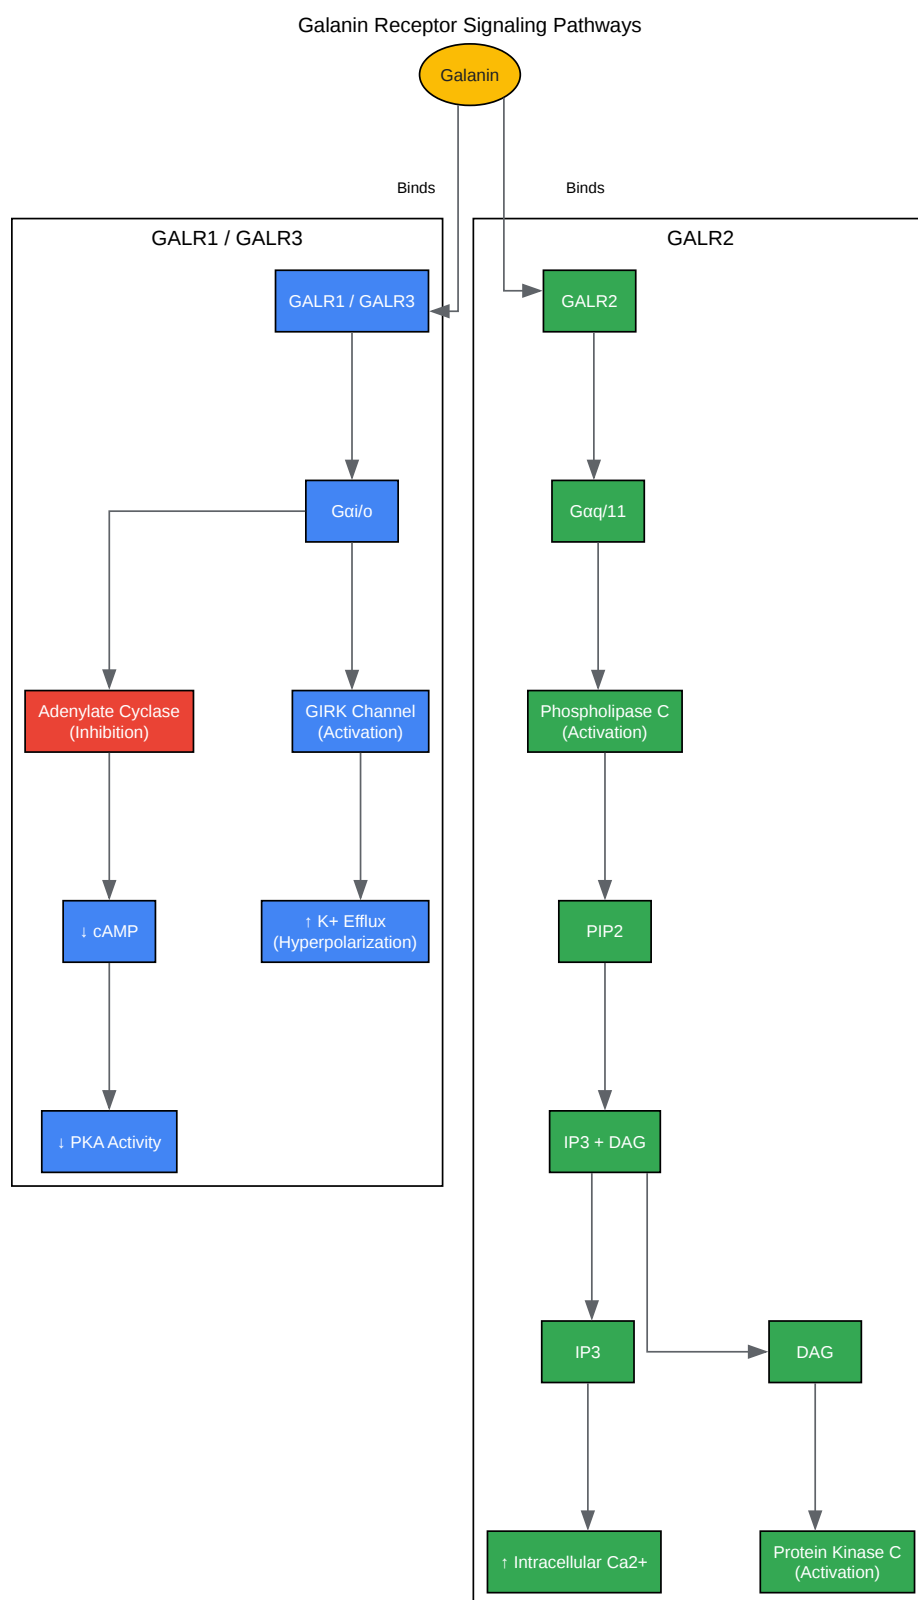 Galanin Receptor Signaling Pathways
Galanin
Binds
Binds
GALR1 / GALR3
GALR1 / GALR3
Gαi/o
Adenylate Cyclase
(Inhibition)
GIRK Channel
(Activation)
↓ cAMP
↑ K+ Efflux
(Hyperpolarization)
↓ PKA Activity
GALR2
GALR2
Gαq/11
Phospholipase C
(Activation)
PIP2
IP3 + DAG
IP3
DAG
↑ Intracellular Ca2+
Protein Kinase C
(Activation)